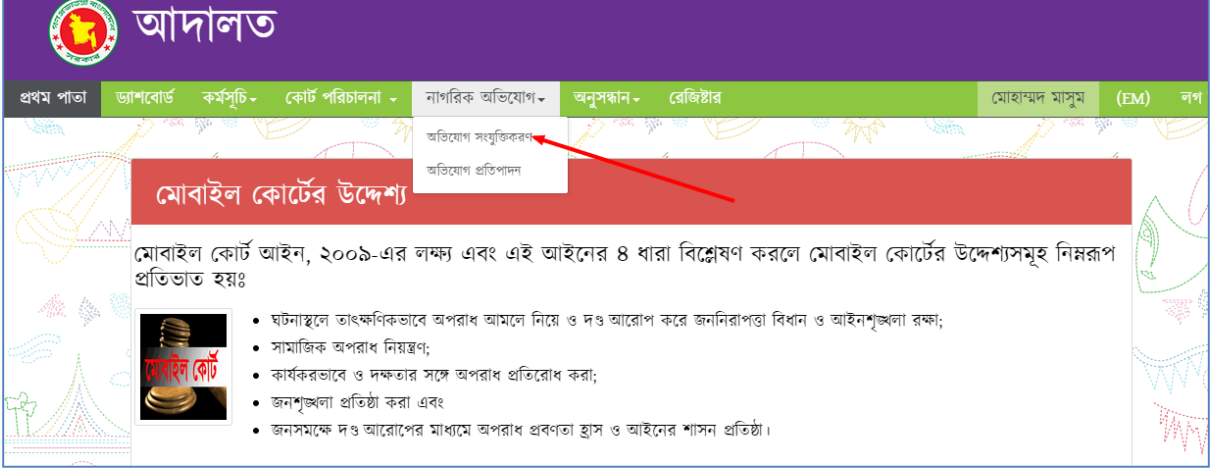 আদালত
প্রথম পাতা ড্যাশবোর্ড কর্মসূচি কোর্ট পরিচালনা নাগরিক অভিযোগ অনুসন্ধান রেজিষ্টার মোহাম্মদ মাসুম (EM) লগ
অভিযোগ সংযুক্তিকরণ
অভিযোগ প্রতিপাদন
মোবাইল কোর্টের উদ্দেশ্য
মোবাইল কোর্ট আইন, ২০০৯-এর লক্ষ্য এবং এই আইনের ৪ ধারা বিশ্লেষণ করলে মোবাইল কোর্টের উদ্দেশ্যসমূহ নিম্নরূপ
প্রতিভাত হয়ঃ
মোবাইল কোর্ট
• ঘটনাস্থলে তাৎক্ষণিকভাবে অপরাধ আমলে নিয়ে ও দণ্ড আরোপ করে জননিরাপত্তা বিধান ও আইনশৃঙ্খলা রক্ষা;
• সামাজিক অপরাধ নিয়ন্ত্রণ;
• কার্যকরভাবে ও দক্ষতার সঙ্গে অপরাধ প্রতিরোধ করা;
• জনশৃঙ্খলা প্রতিষ্ঠা করা এবং
• জনসমক্ষে দণ্ড আরোপের মাধ্যমে অপরাধ প্রবণতা হ্রাস ও আইনের শাসন প্রতিষ্ঠা।